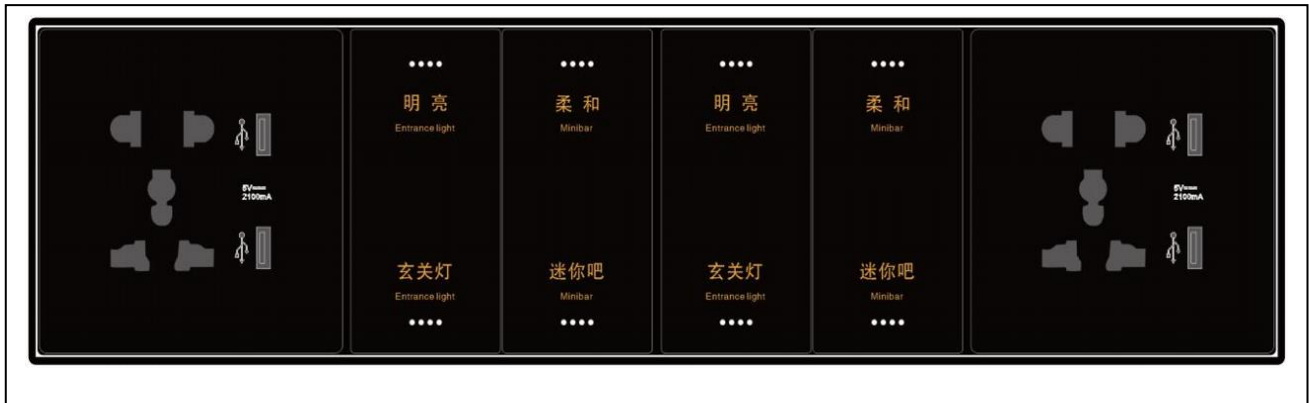 5V
2100mA
明 亮
Entrance light
玄关灯
Entrance light
柔 和
Minibar
迷你吧
Minibar
明 亮
Entrance light
玄关灯
Entrance light
柔 和
Minibar
迷你吧
Minibar
5V
2100mA